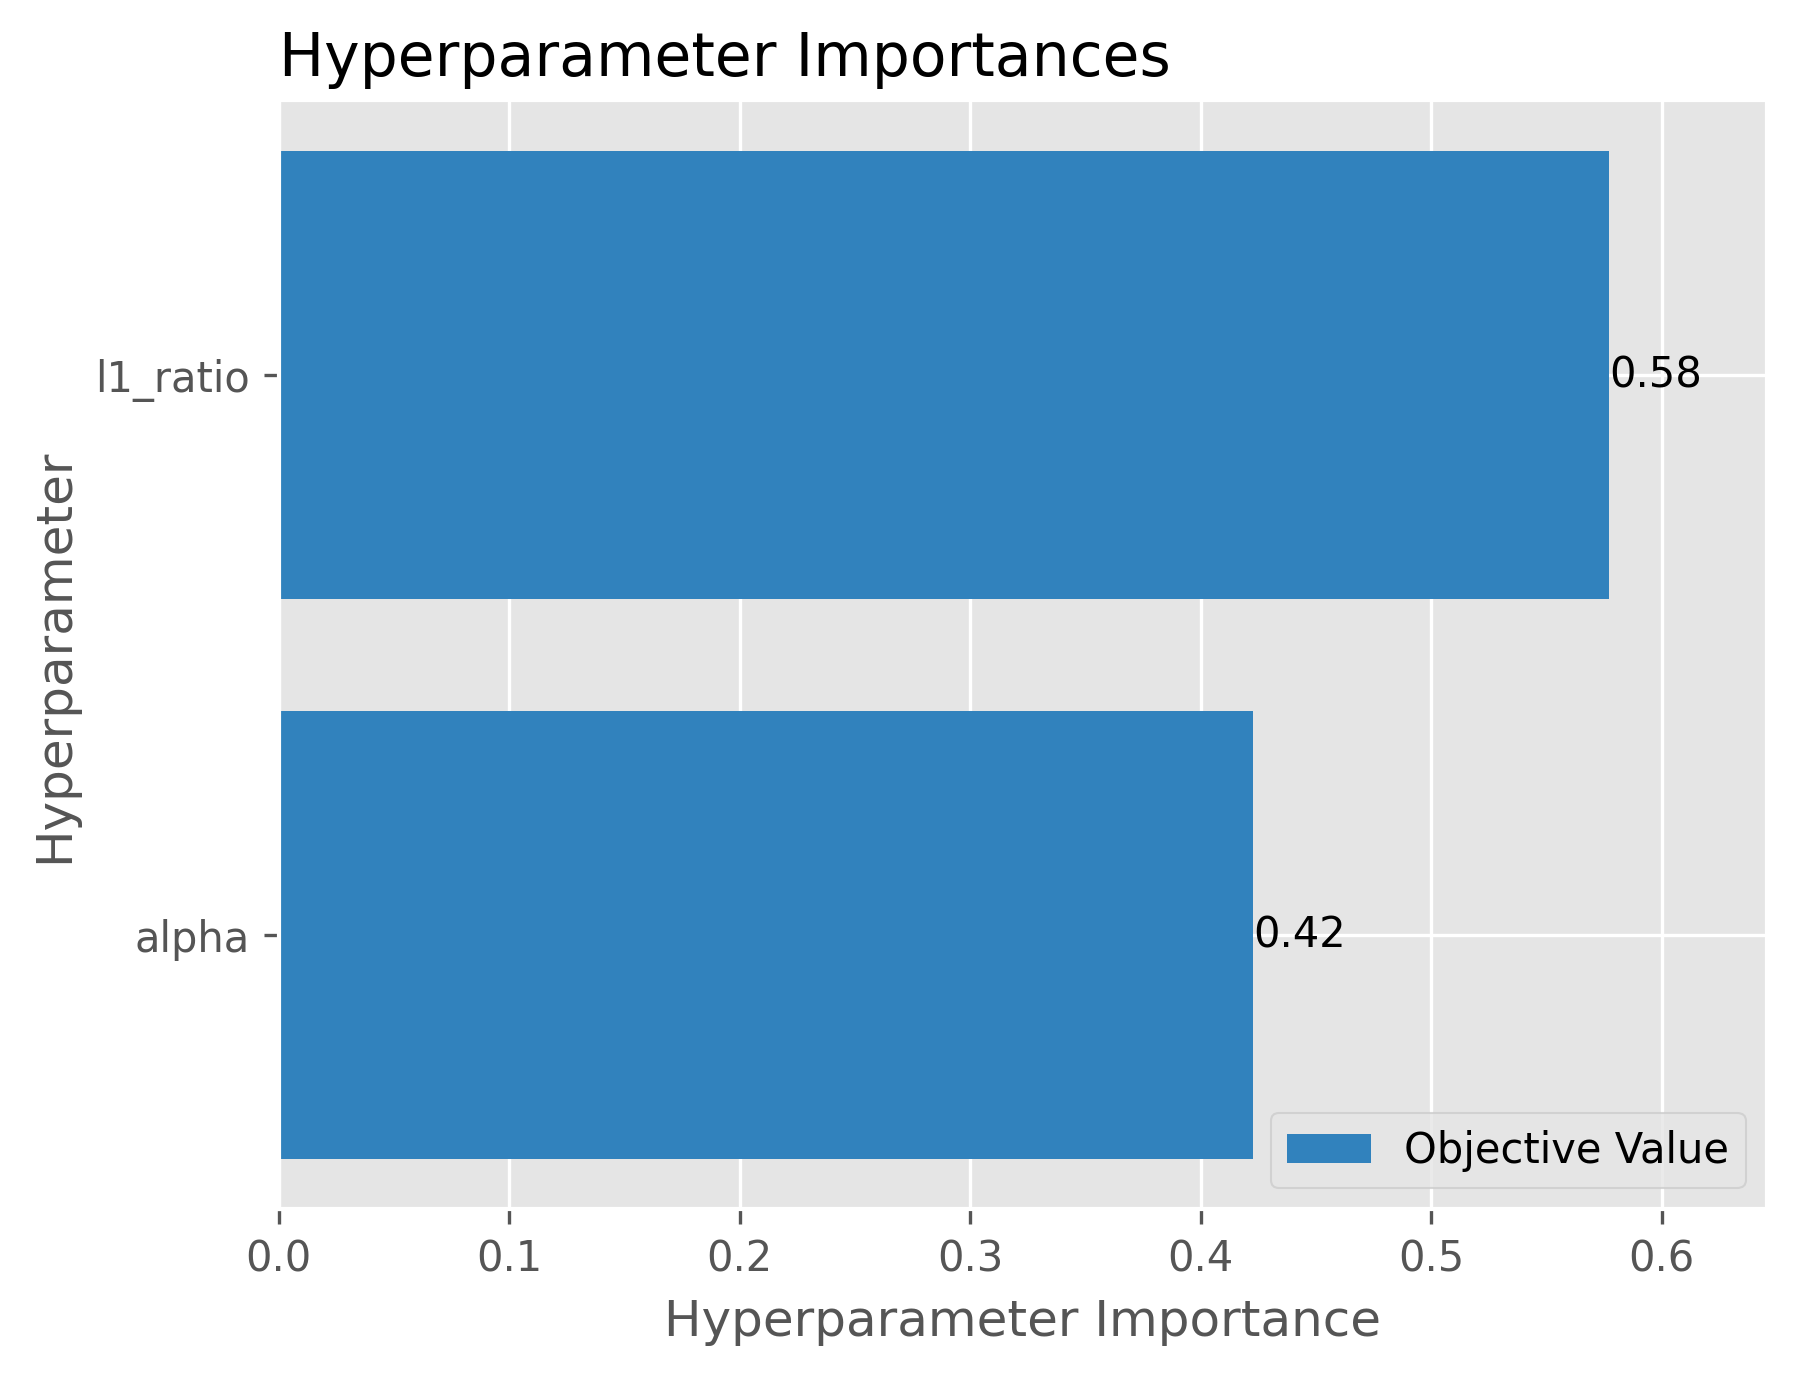 Hyperparameter Importances
Hyperparameter
l1_ratio
0.58
alpha
0.42
Objective Value
0.0 0.1 0.2 0.3 0.4 0.5 0.6
Hyperparameter Importance